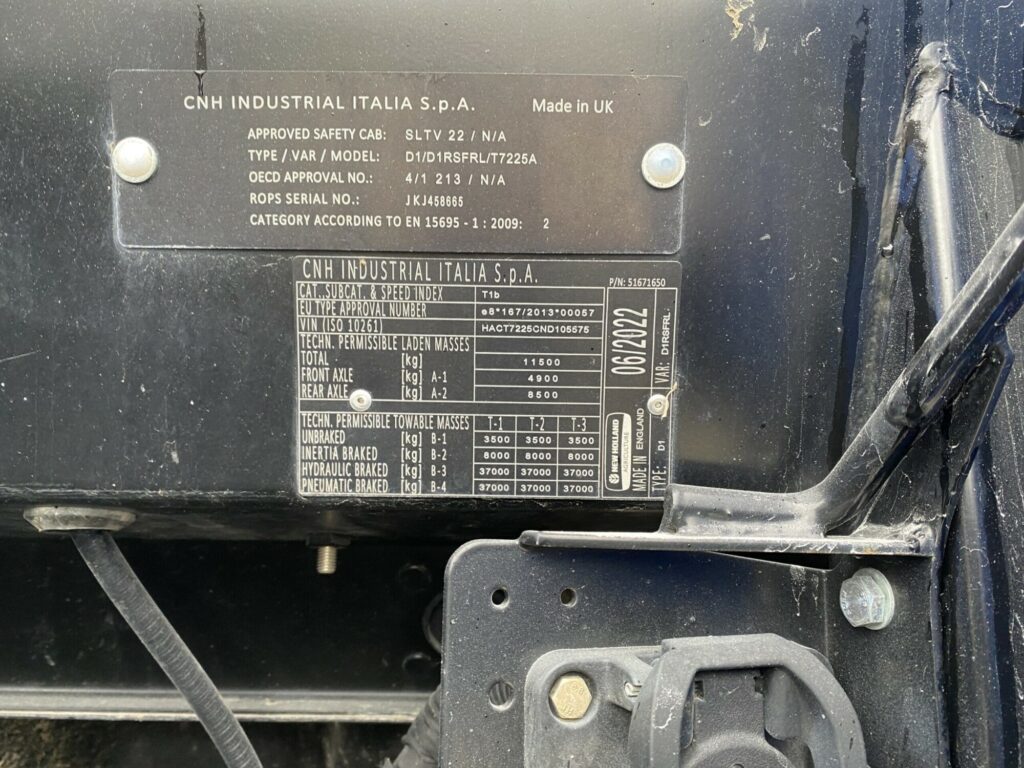 CNH INDUSTRIAL ITALIA S.p.A. Made in UK
APPROVED SAFETY CAB: SLTV 22 / N/A
TYPE / VAR / MODEL: D1/D1RSFRL/T7225A
OECD APPROVAL NO.: 4/1 213 / N/A
ROPS SERIAL NO.: JKJ458665
CATEGORY ACCORDING TO EN 15695 - 1 : 2009: 2
CNH INDUSTRIAL ITALIA S.p.A.
P/N: 51671650
CAT.,SUBCAT. & SPEED INDEX T1b
EU TYPE APPROVAL NUMBER e8*167/2013*00057
VIN (ISO 10261) HACT7225CND105575
TECHN. PERMISSIBLE LADEN MASSES
TOTAL [kg] 11500
FRONT AXLE [kg] A-1 4900
REAR AXLE [kg] A-2 8500
TECHN. PERMISSIBLE TOWABLE MASSES T-1 T-2 T-3
UNBRAKED [kg] B-1 3500 3500 3500
INERTIA BRAKED [kg] B-2 8000 8000 8000
HYDRAULIC BRAKED [kg] B-3 37000 37000 37000
PNEUMATIC BRAKED [kg] B-4 37000 37000 37000
06/2022
NEW HOLLAND
AGRICULTURE
MADE IN ENGLAND
TYPE: D1 VAR: D1RSFRL